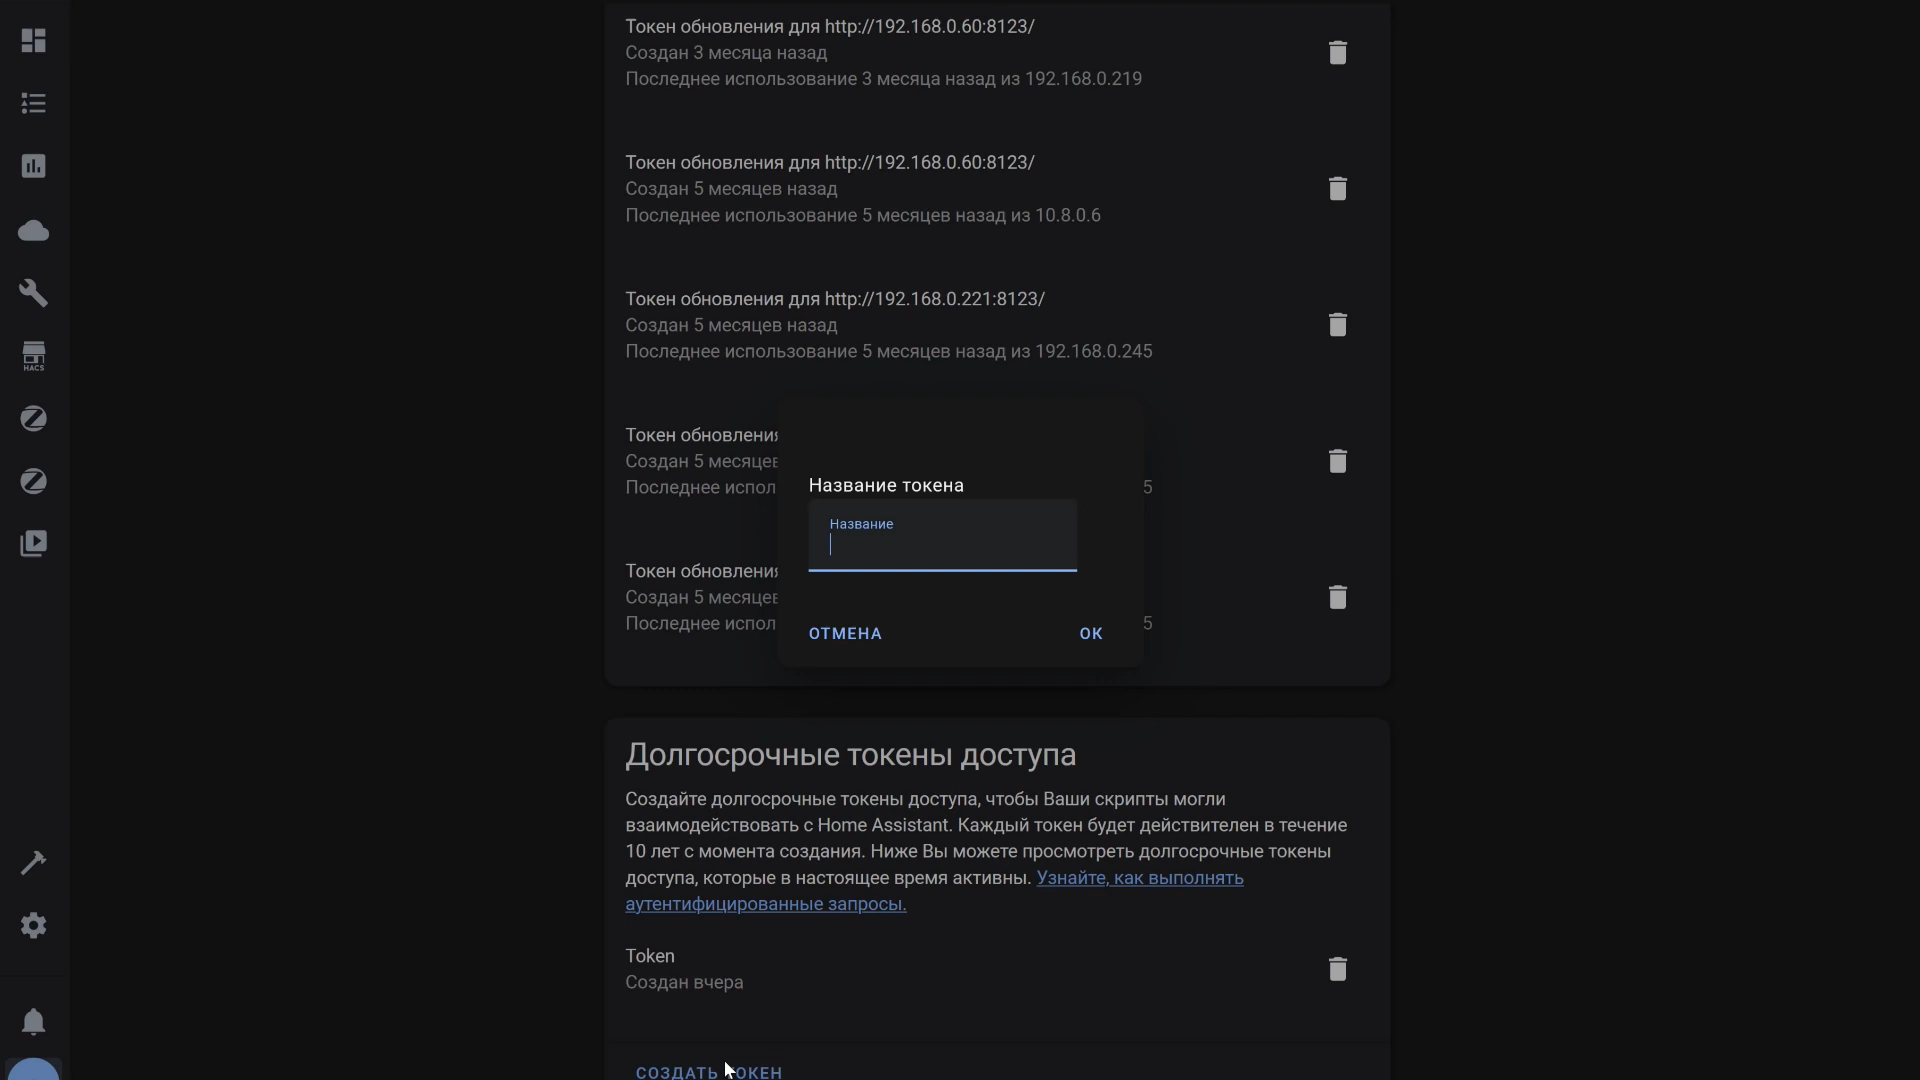 Токен обновления для http://192.168.0.60:8123/
Создан 3 месяца назад
Последнее использование 3 месяца назад из 192.168.0.219
Токен обновления для http://192.168.0.60:8123/
Создан 5 месяцев назад
Последнее использование 5 месяцев назад из 10.8.0.6
Токен обновления для http://192.168.0.221:8123/
Создан 5 месяцев назад
Последнее использование 5 месяцев назад из 192.168.0.245
HACS
Токен обновления
Создан 5
5
Название токена
Название
Токен обновления
Создан 5
5
ОТМЕНА
ОК
Долгосрочные токены доступа
Создайте долгосрочные токены доступа, чтобы Ваши скрипты могли
взаимодействовать с Home Assistant. Каждый токен будет действителен в течение
10 лет с момента создания. Ниже Вы можете просмотреть долгосрочные токены
доступа, которые в настоящее время активны. Узнайте, как выполнять
аутентифицированные запросы.
Token
Создан вчера
СОЗДАТЬ ТОКЕН